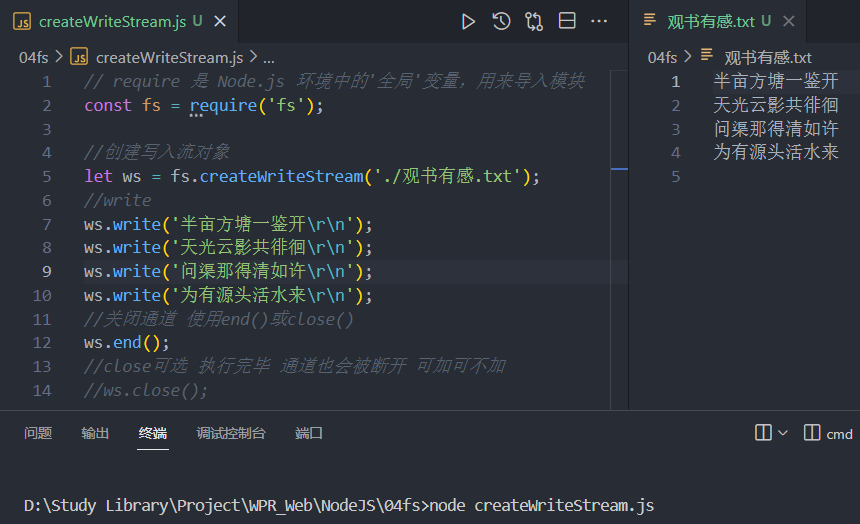 createWriteStream.js U
04fs > createWriteStream.js > ...
1 // require 是 Node.js 环境中的'全局'变量，用来导入模块
2 const fs = require('fs');
3
4 //创建写入流对象
5 let ws = fs.createWriteStream('./观书有感.txt');
6 //write
7 ws.write('半亩方塘一鉴开\r\n');
8 ws.write('天光云影共徘徊\r\n');
9 ws.write('问渠那得清如许\r\n');
10 ws.write('为有源头活水来\r\n');
11 //关闭通道 使用end()或close()
12 ws.end();
13 //close可选 执行完毕 通道也会被断开 可加可不加
14 //ws.close();
观书有感.txt U
04fs > 观书有感.txt
1 半亩方塘一鉴开
2 天光云影共徘徊
3 问渠那得清如许
4 为有源头活水来
5
问题 输出 终端 调试控制台 端口
cmd
D:\Study Library\Project\WPR_Web\NodeJS\04fs>node createWriteStream.js